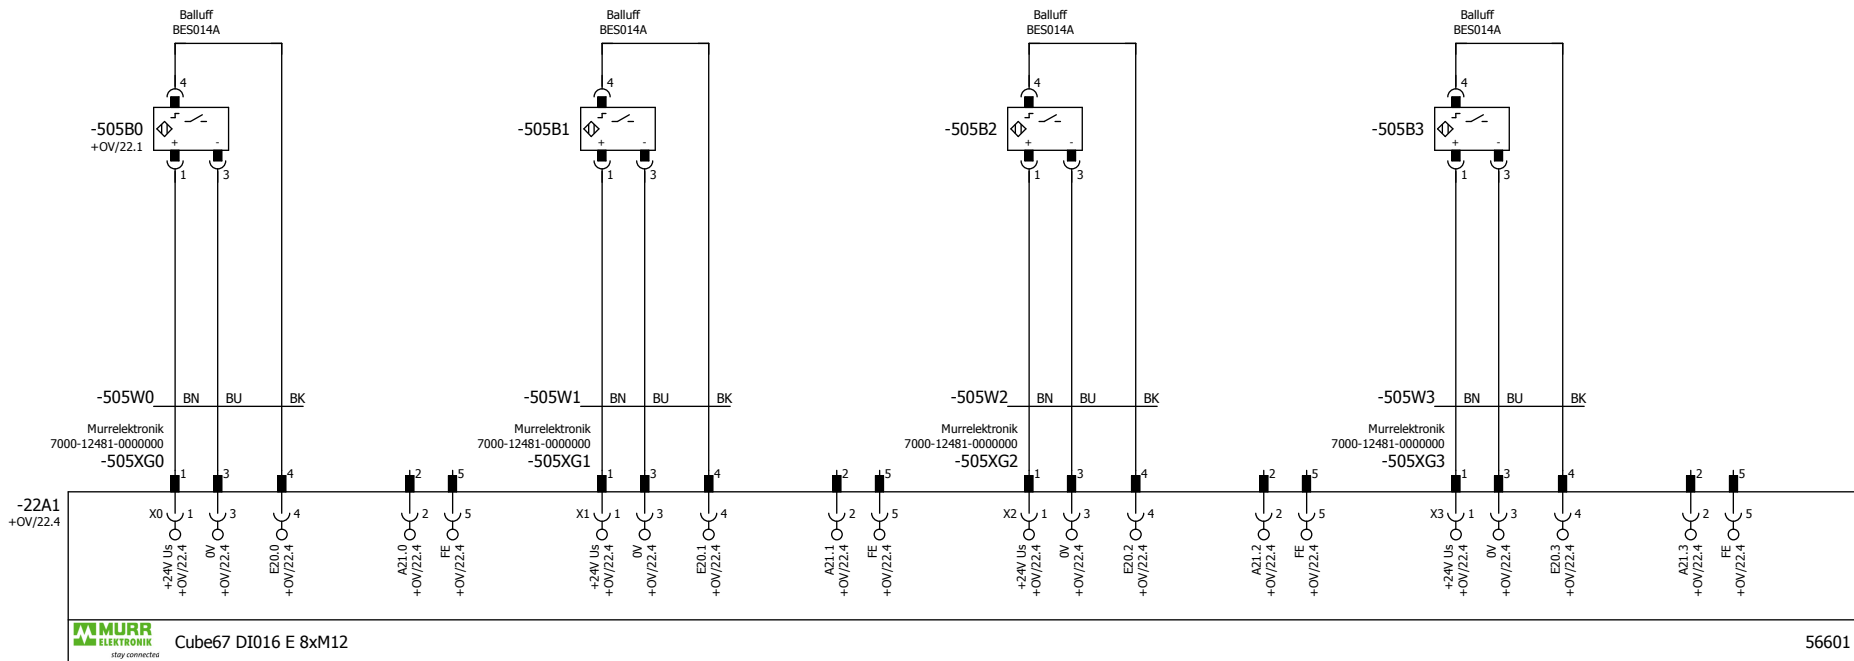 Balluff
BES014A
Balluff
BES014A
Balluff
BES014A
Balluff
BES014A
4
4
4
4
-505B0
+OV/22.1
+
-
-505B1
+
-
-505B2
+
-
-505B3
+
-
1
3
1
3
1
3
1
3
-505W0
BN
BU
BK
-505W1
BN
BU
BK
-505W2
BN
BU
BK
-505W3
BN
BU
BK
Murrelektronik
7000-12481-0000000
-505XG0
Murrelektronik
7000-12481-0000000
-505XG1
Murrelektronik
7000-12481-0000000
-505XG2
Murrelektronik
7000-12481-0000000
-505XG3
1
3
4
2
5
1
3
4
2
5
1
3
4
2
5
1
3
4
2
5
-22A1
+OV/22.4
X0
1
3
4
2
5
X1
1
3
4
2
5
X2
1
3
4
2
5
X3
1
3
4
2
5
+24V Us
+OV/22.4
0V
+OV/22.4
E20.0
+OV/22.4
A21.0
+OV/22.4
FE
+OV/22.4
+24V Us
+OV/22.4
0V
+OV/22.4
E20.1
+OV/22.4
A21.1
+OV/22.4
FE
+OV/22.4
+24V Us
+OV/22.4
0V
+OV/22.4
E20.2
+OV/22.4
A21.2
+OV/22.4
FE
+OV/22.4
+24V Us
+OV/22.4
0V
+OV/22.4
E20.3
+OV/22.4
A21.3
+OV/22.4
FE
+OV/22.4
MURR
ELEKTRONIK
stay connected
Cube67 DI016 E 8xM12
56601